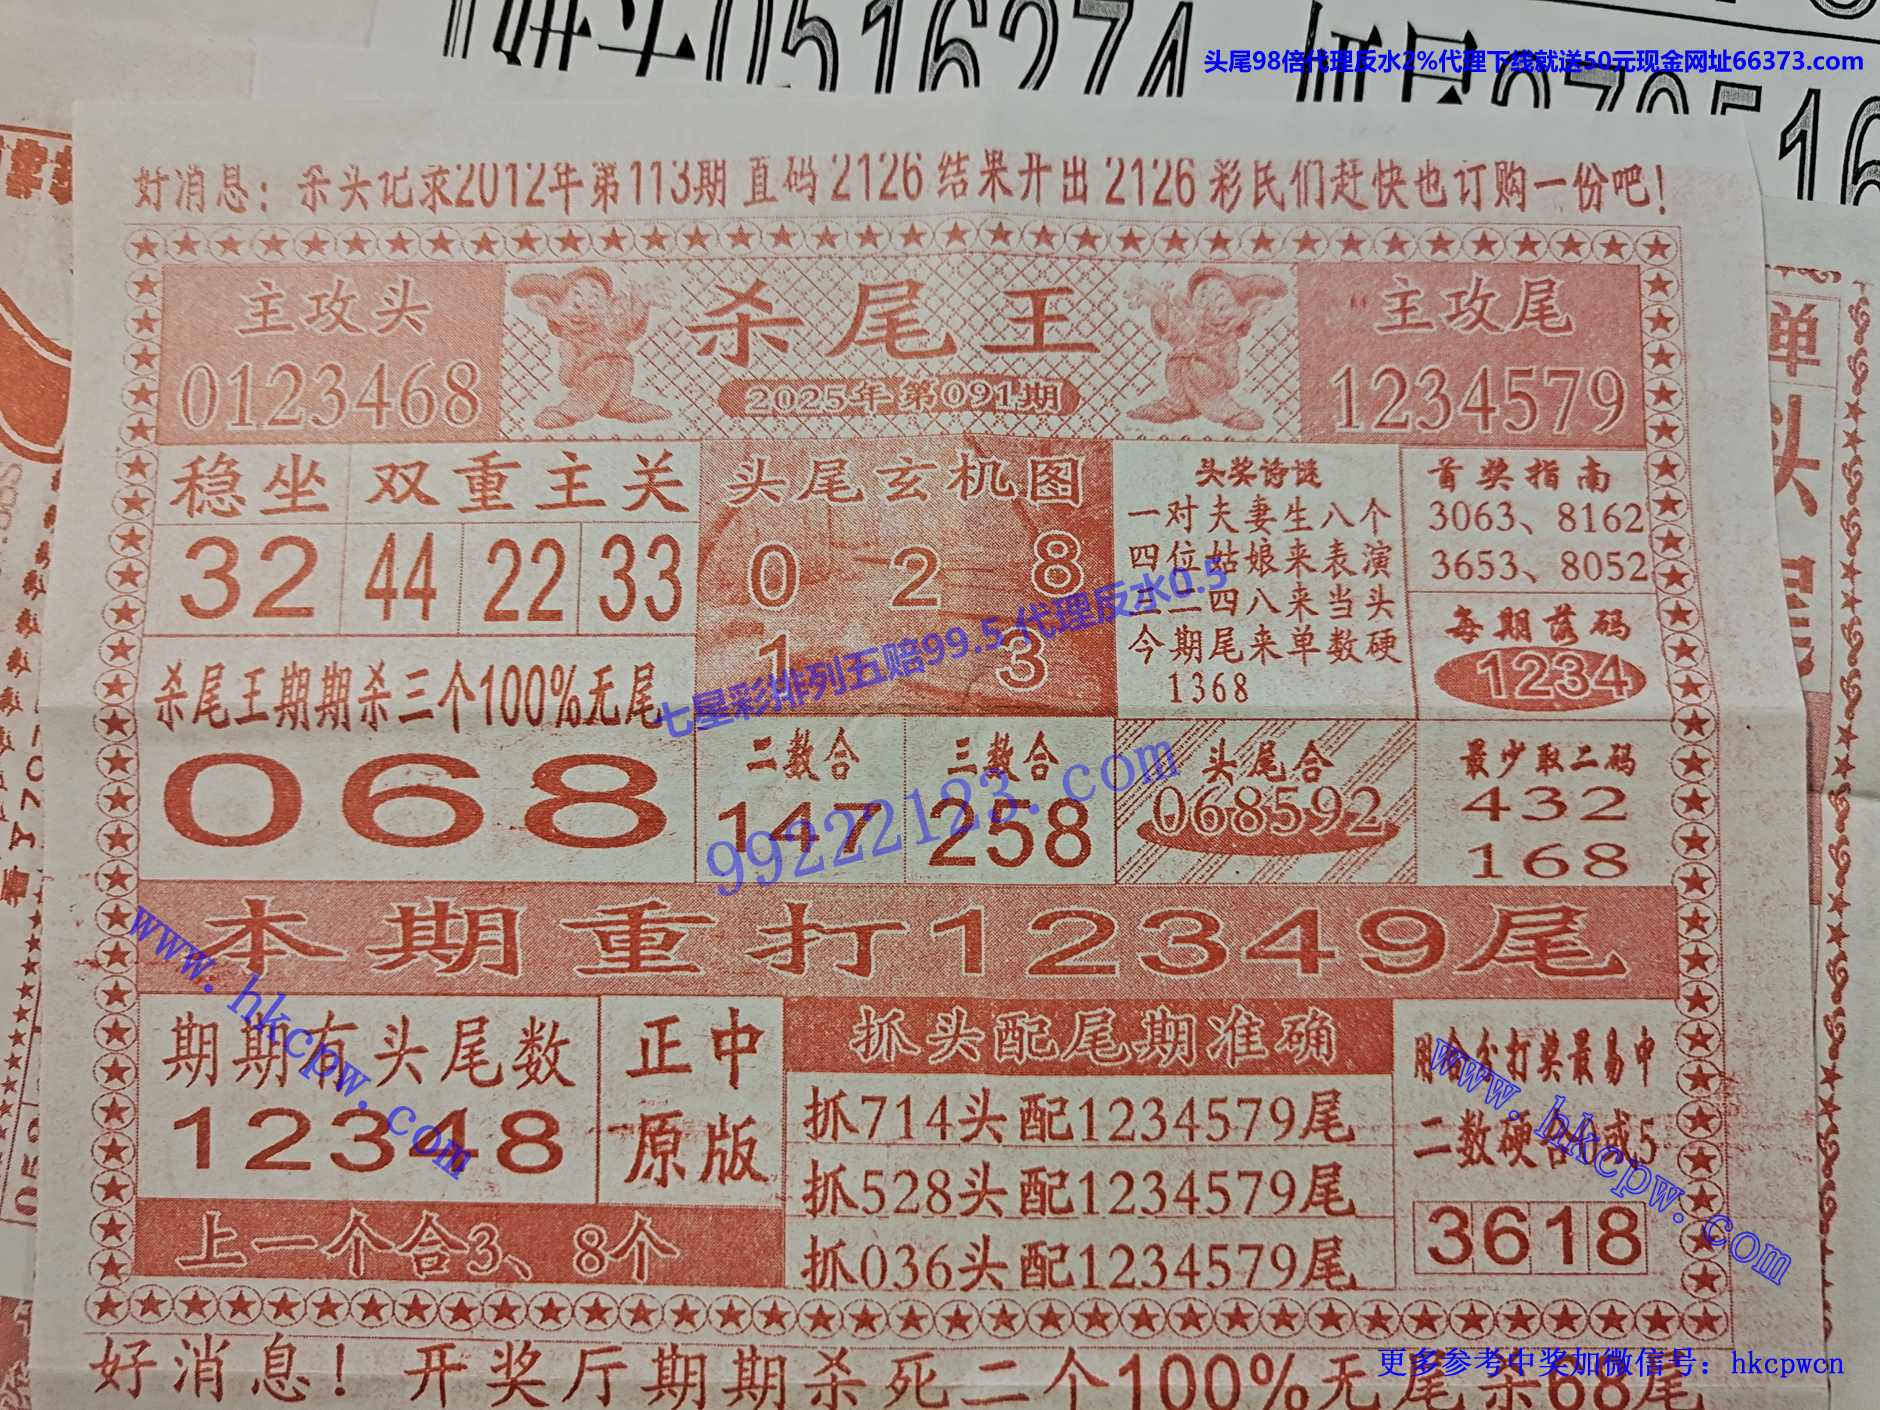 头尾98倍代理反水2%代理下线就送50元现金网址66373.com
0516274
好消息：杀头记录2012年第113期直码2126结果开出2126彩民们赶快也订购一份吧！
主攻头
0123468
杀尾王
2025年第091期
主攻尾
1234579
稳坐
32
双重主关
44 22 33
头尾玄机图
0 2 8
1 3
头奖诗谜
一对夫妻生八个
四位姑娘来表演
三二四八来当头
今期尾来单数硬
1368
首奖指南
3063、8162
3653、8052
每期落码
1234
杀尾王期期杀三个100%无尾
068
二数合
147
三数合
258
头尾合
068592
最少取二码
432
168
七星彩排列五赔99.5 代理反水0.5
99222123.com
本期重打12349尾
期期有头尾数
12348
正中
原版
上一个合3、8个
抓头配尾期准确
抓714头配1234579尾
抓528头配1234579尾
抓036头配1234579尾
打奖最易中
二数硬合
减5
3618
www.hkcpw.com
www.hkcpw.com
好消息！开奖厅期期杀死二个100%无尾杀68尾
更多参考中奖加微信号：hkcpwcn
单
头
尾